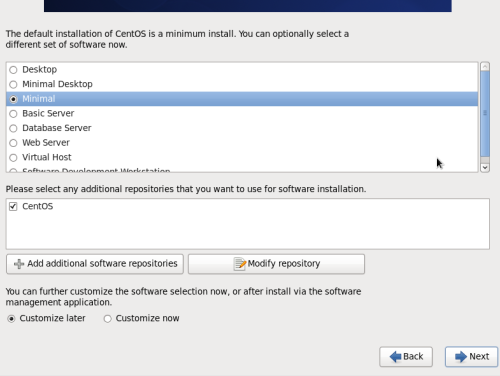 The default installation of CentOS is a minimum install. You can optionally select a
different set of software now.
Desktop
Minimal Desktop
Minimal
Basic Server
Database Server
Web Server
Virtual Host
Software Development Workstation
Please select any additional repositories that you want to use for software installation.
CentOS
Add additional software repositories
Modify repository
You can further customize the software selection now, or after install via the software
management application.
Customize later
Customize now
Back
Next